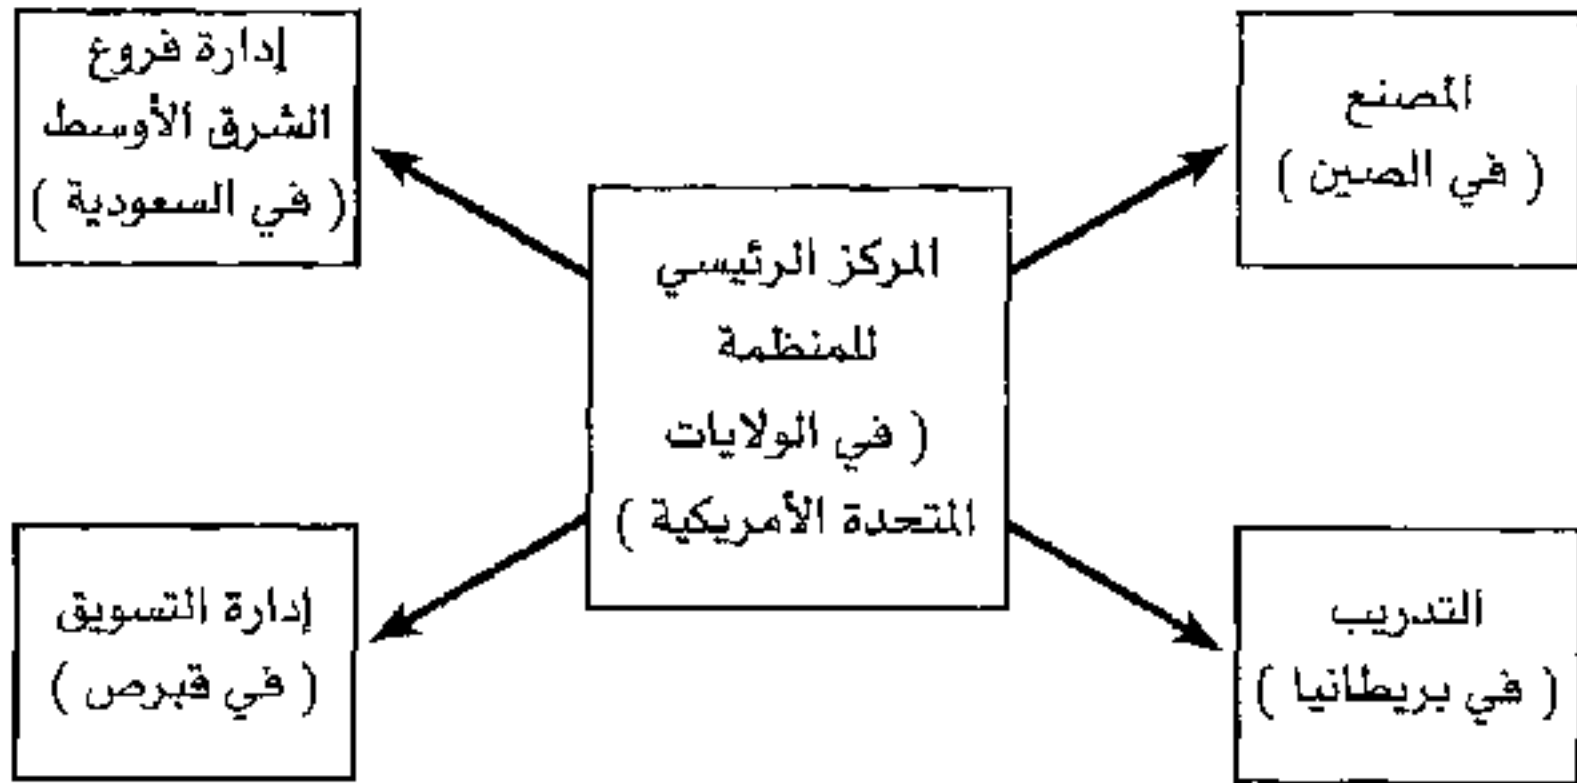 المصنع
( في الصين )
إدارة فروع
الشرق الأوسط
( في السعودية )
المركز الرئيسي
للمنظمة
( في الولايات
المتحدة الأمريكية )
التدريب
( في بريطانيا )
إدارة التسويق
( في قبرص )